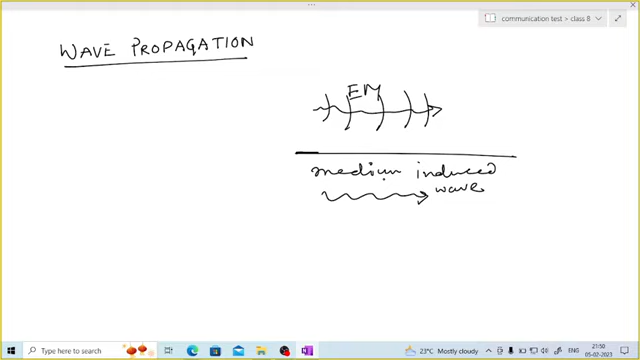 communication test > class 8
WAVE PROPAGATION
EM
medium induced
wave
Type here to search
23°C Mostly cloudy
ENG
21:50
05-02-2023